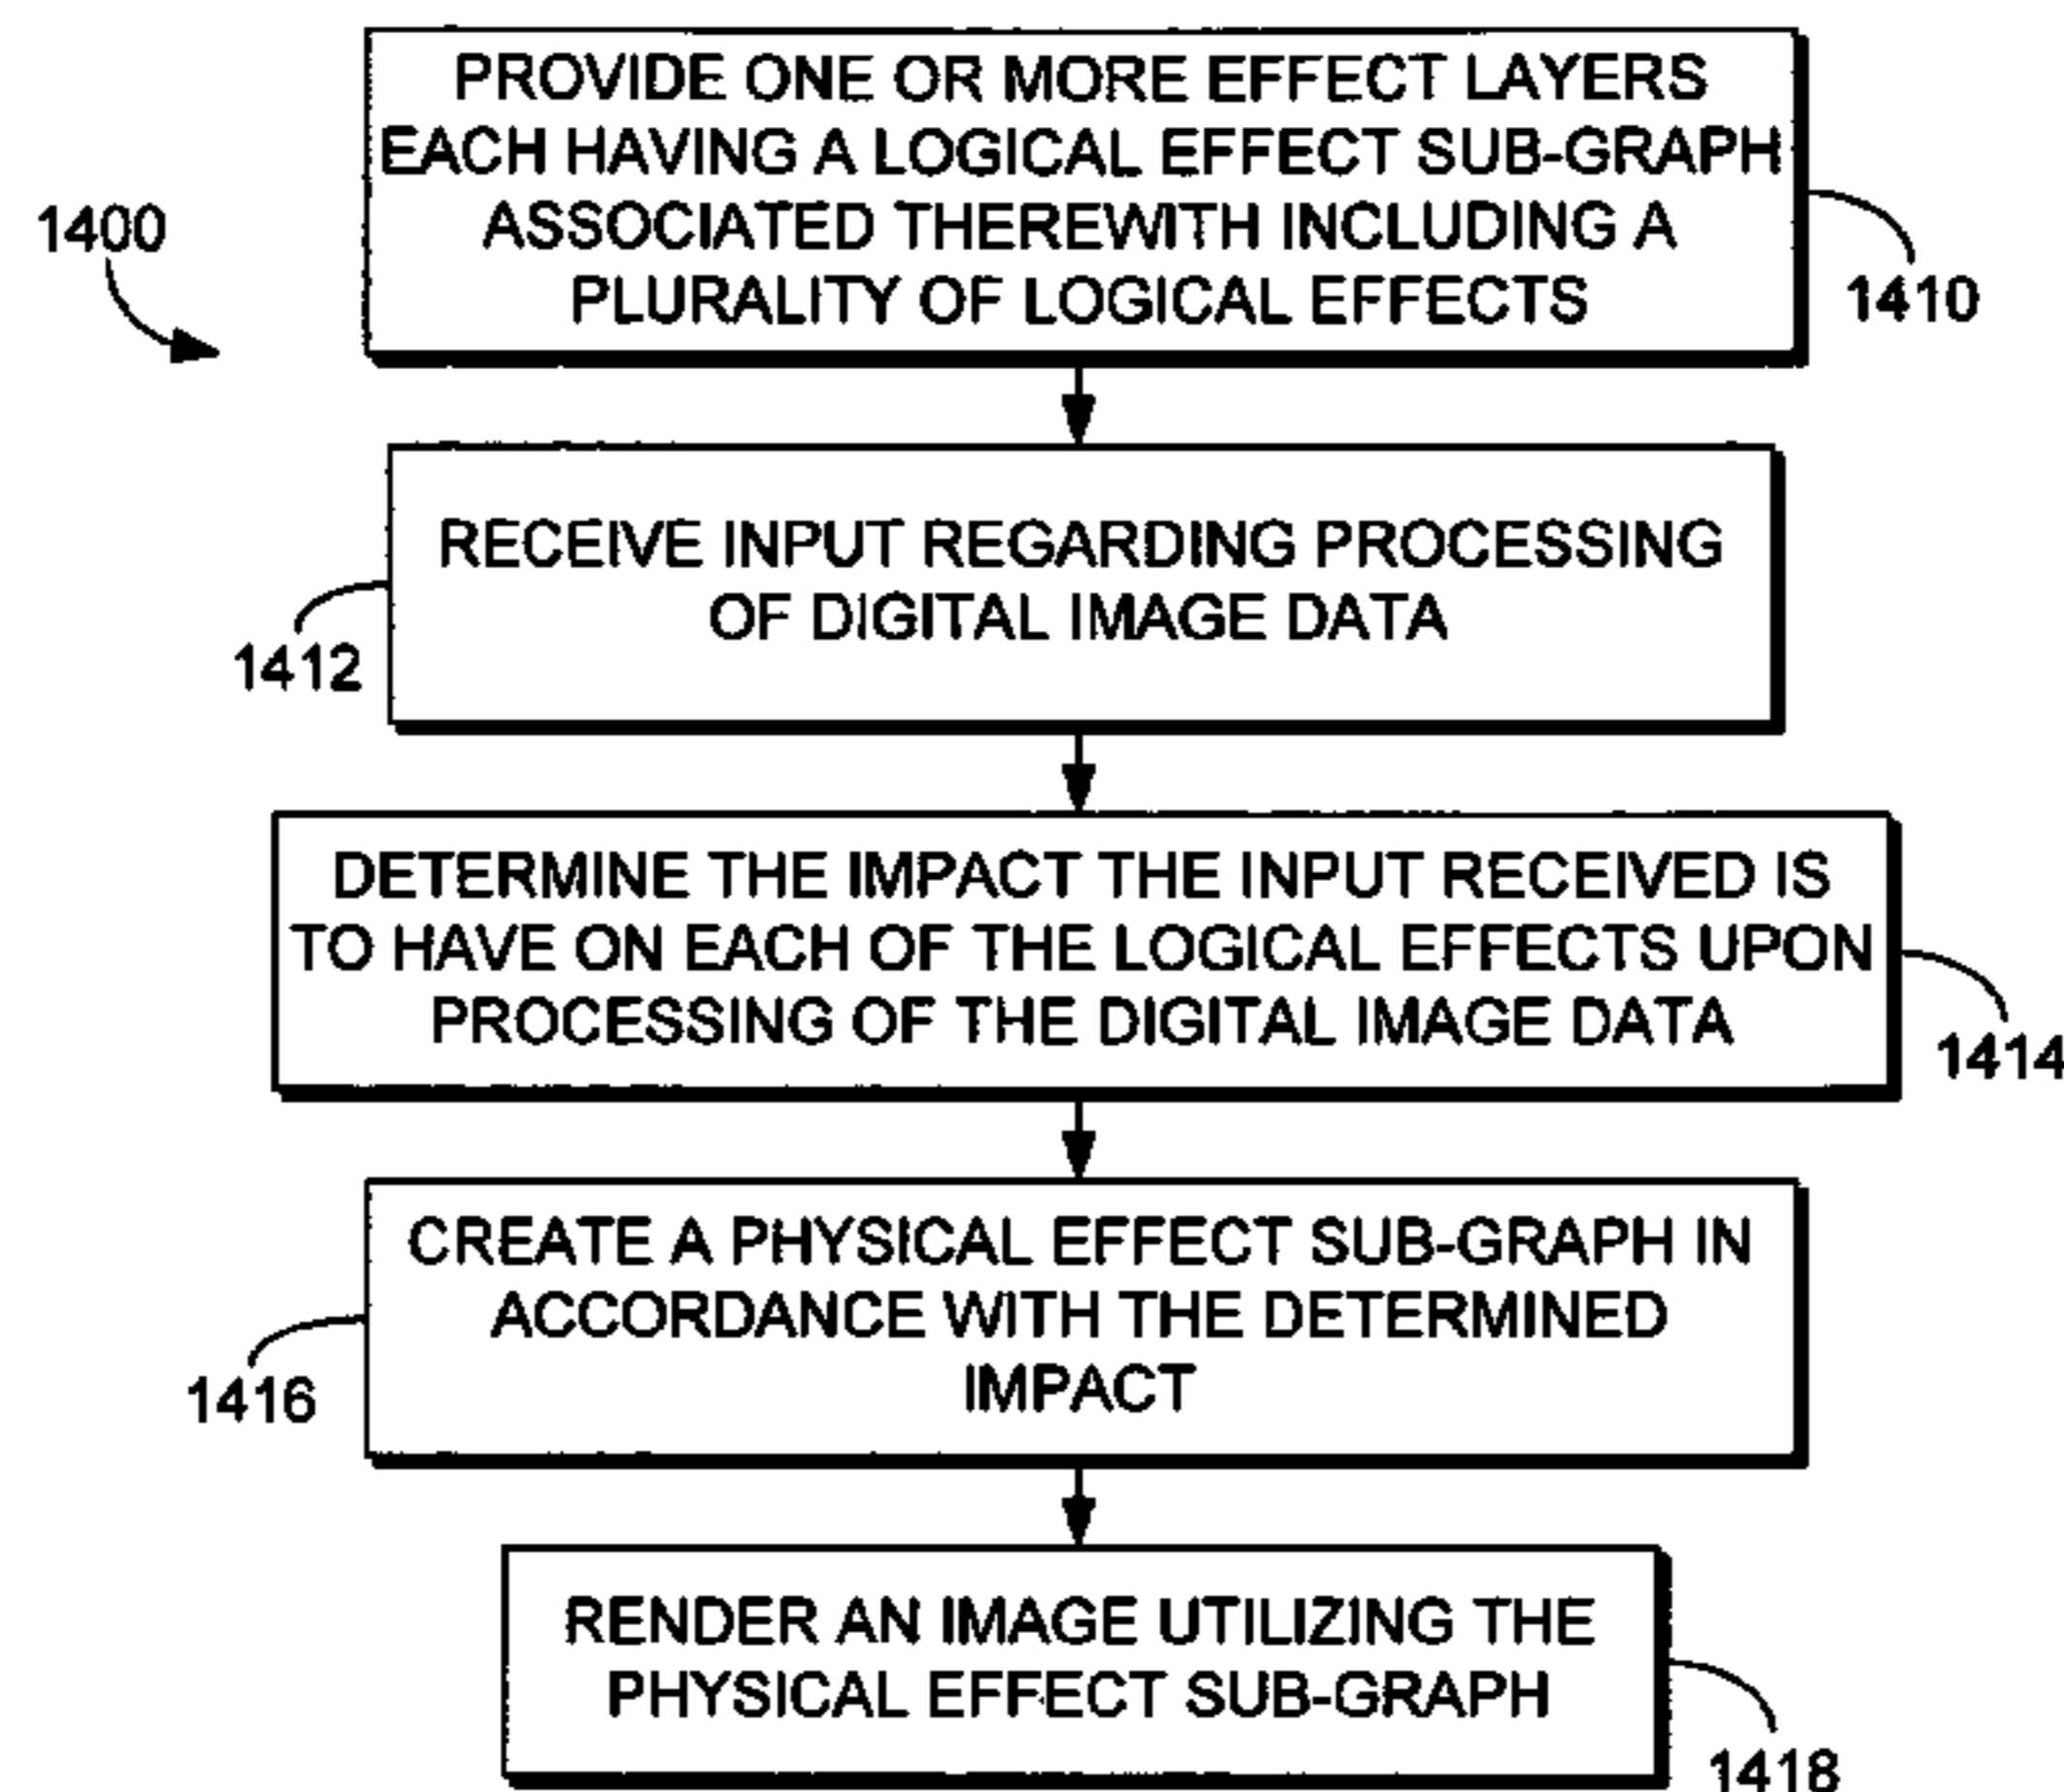 PROVIDE ONE OR MORE EFFECT LAYERS
EACH HAVING A LOGICAL EFFECT SUB-GRAPH
ASSOCIATED THEREWITH INCLUDING A
PLURALITY OF LOGICAL EFFECTS
1400
1410
RECEIVE INPUT REGARDING PROCESSING
OF DIGITAL IMAGE DATA
1412
DETERMINE THE IMPACT THE INPUT RECEIVED IS
TO HAVE ON EACH OF THE LOGICAL EFFECTS UPON
PROCESSING OF THE DIGITAL IMAGE DATA
1414
CREATE A PHYSICAL EFFECT SUB-GRAPH IN
ACCORDANCE WITH THE DETERMINED
IMPACT
1416
RENDER AN IMAGE UTILIZING THE
PHYSICAL EFFECT SUB-GRAPH
1418